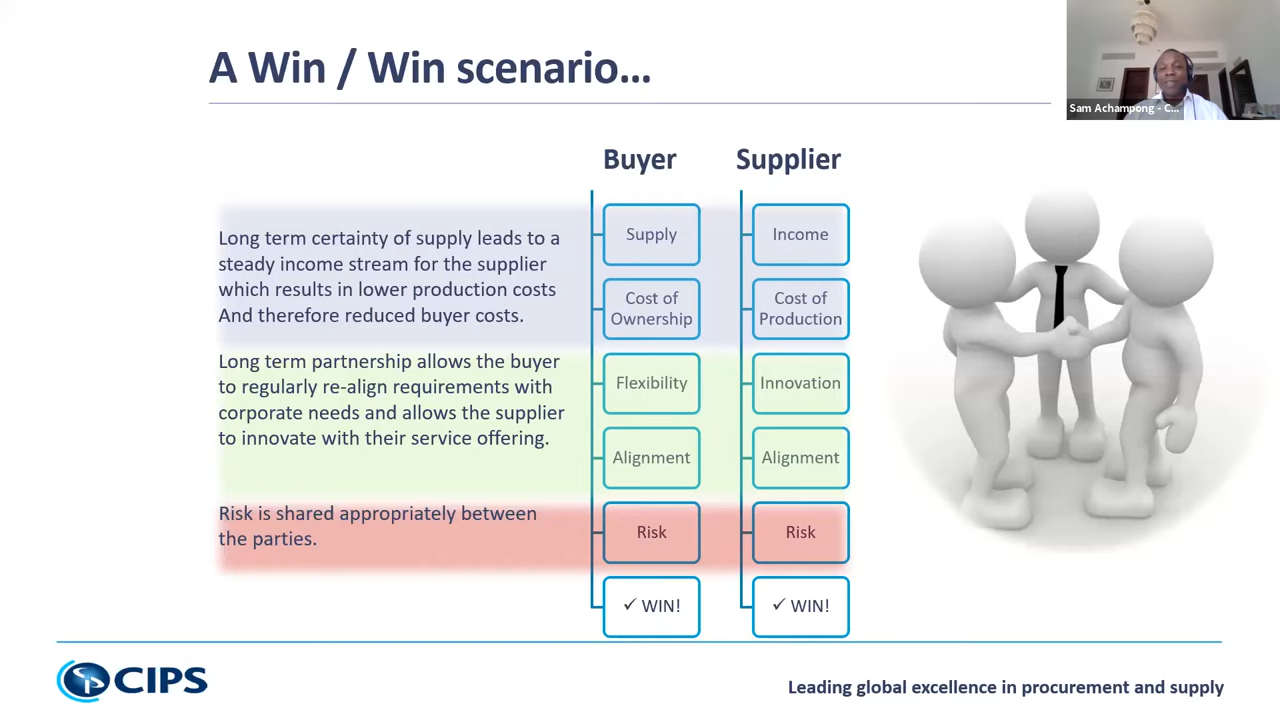 A Win / Win scenario...
Sam Achampong - C...
Buyer
Supplier
Long term certainty of supply leads to a
steady income stream for the supplier
which results in lower production costs
And therefore reduced buyer costs.
Supply
Income
Cost of
Ownership
Cost of
Production
Long term partnership allows the buyer
to regularly re-align requirements with
corporate needs and allows the supplier
to innovate with their service offering.
Flexibility
Innovation
Alignment
Alignment
Risk is shared appropriately between
the parties.
Risk
Risk
✓ WIN!
✓ WIN!
CIPS
Leading global excellence in procurement and supply